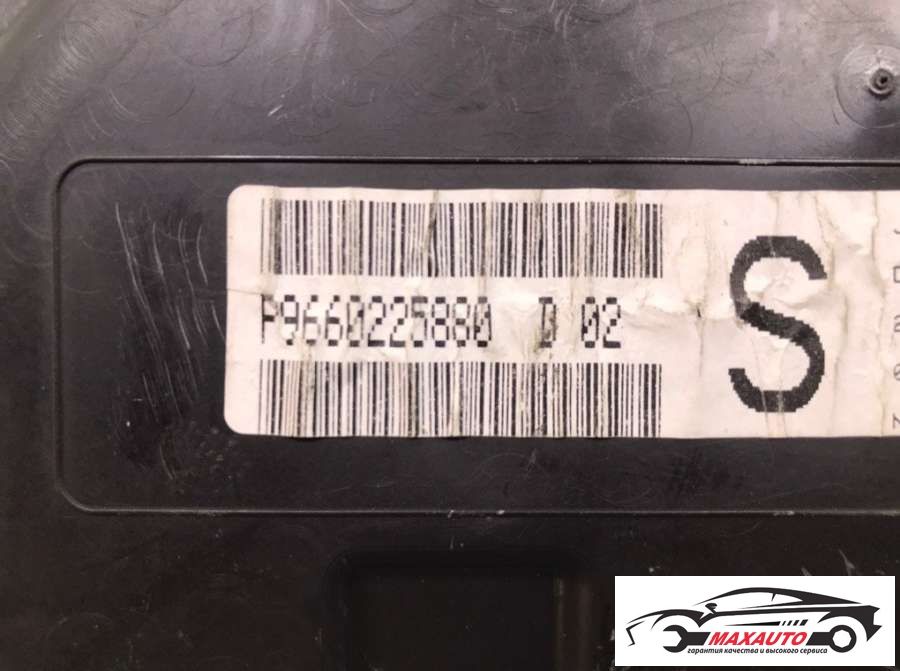 P9660225880 D 02
S
MAXAUTO
гарантия качества и высокого сервиса